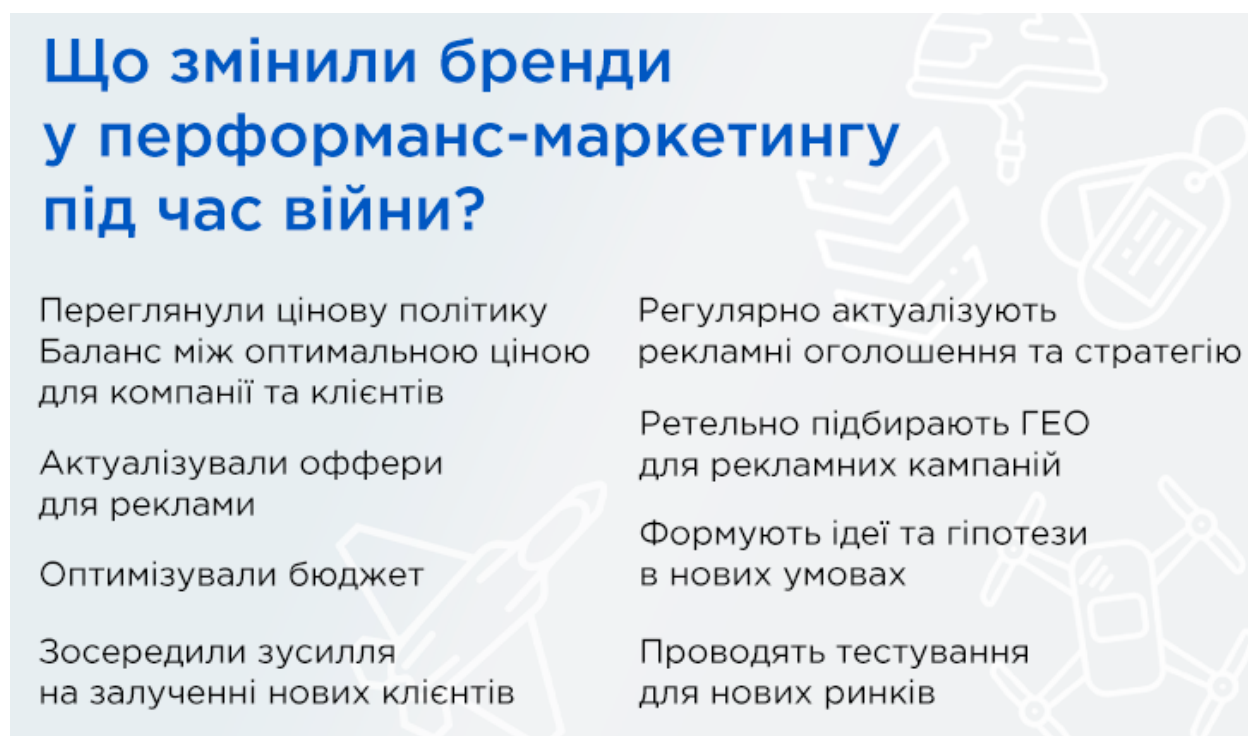 Що змінили бренди
у перформанс-маркетингу
під час війни?
Переглянули цінову політику
Баланс між оптимальною ціною
для компанії та клієнтів
Актуалізували оффери
для реклами
Оптимізували бюджет
Зосередили зусилля
на залученні нових клієнтів
Регулярно актуалізують
рекламні оголошення та стратегію
Ретельно підбирають ГЕО
для рекламних кампаній
Формують ідеї та гіпотези
в нових умовах
Проводять тестування
для нових ринків